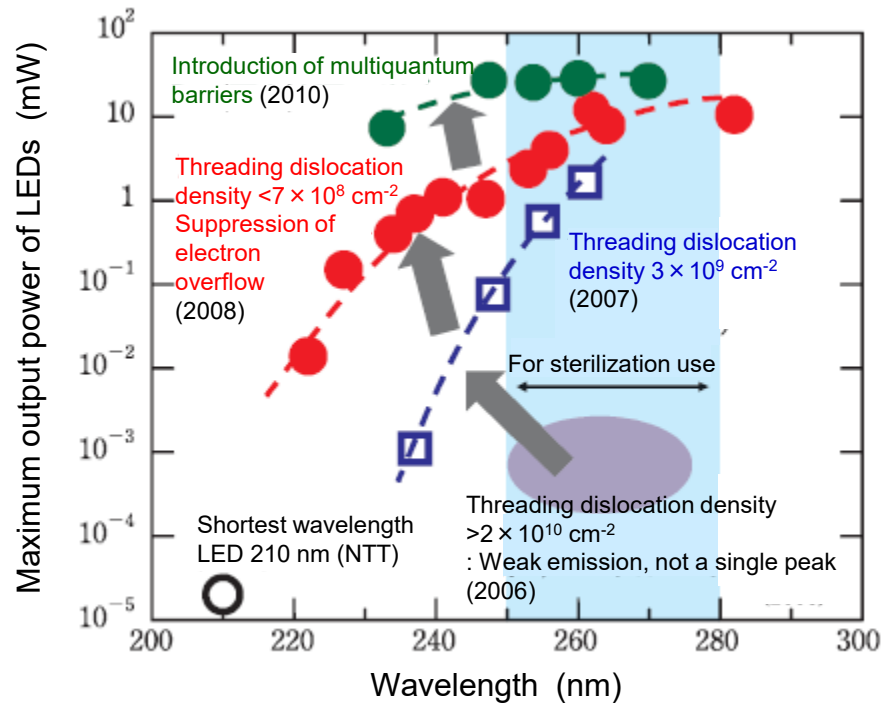 Maximum output power of LEDs (mW)
10²
10
1
10⁻¹
10⁻²
10⁻³
10⁻⁴
10⁻⁵
Introduction of multiquantum
barriers (2010)
Threading dislocation
density <7×10⁸ cm⁻²
Suppression of
electron
overflow
(2008)
Threading dislocation
density 3×10⁹ cm⁻²
(2007)
For sterilization use
Threading dislocation density
>2×10¹⁰ cm⁻²
: Weak emission, not a single peak
(2006)
Shortest wavelength
LED 210 nm (NTT)
200 220 240 260 280 300
Wavelength (nm)